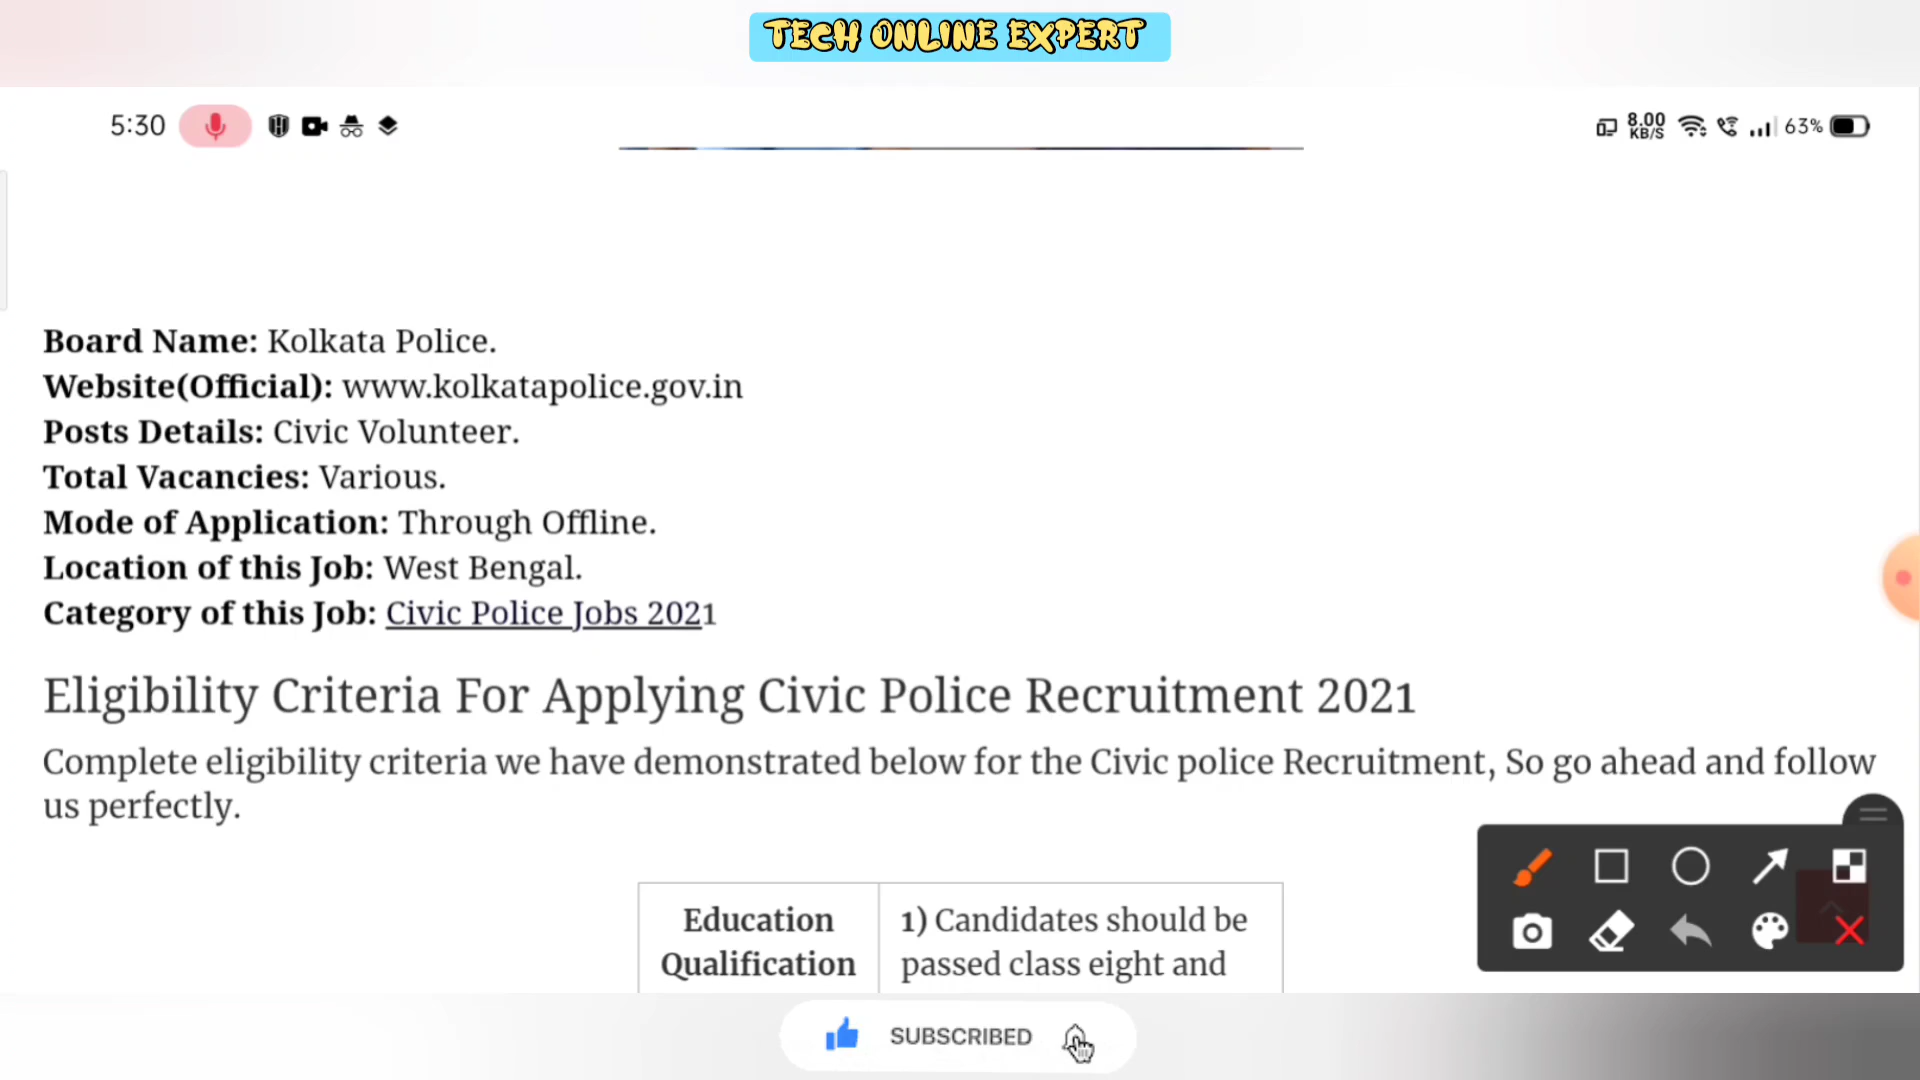 TECH ONLINE EXPERT
5:30
8.00
KB/S
63%
Board Name: Kolkata Police.
Website(Official): www.kolkatapolice.gov.in
Posts Details: Civic Volunteer.
Total Vacancies: Various.
Mode of Application: Through Offline.
Location of this Job: West Bengal.
Category of this Job: Civic Police Jobs 2021
Eligibility Criteria For Applying Civic Police Recruitment 2021
Complete eligibility criteria we have demonstrated below for the Civic police Recruitment, So go ahead and follow
us perfectly.
Education
Qualification
1) Candidates should be
passed class eight and
SUBSCRIBED